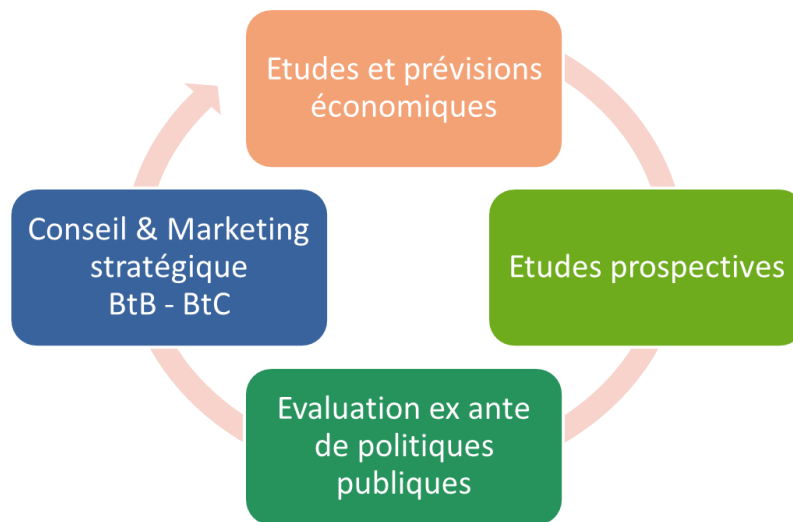 Etudes et prévisions
économiques
Conseil & Marketing
stratégique
BtB - BtC
Etudes prospectives
Evaluation ex ante
de politiques
publiques